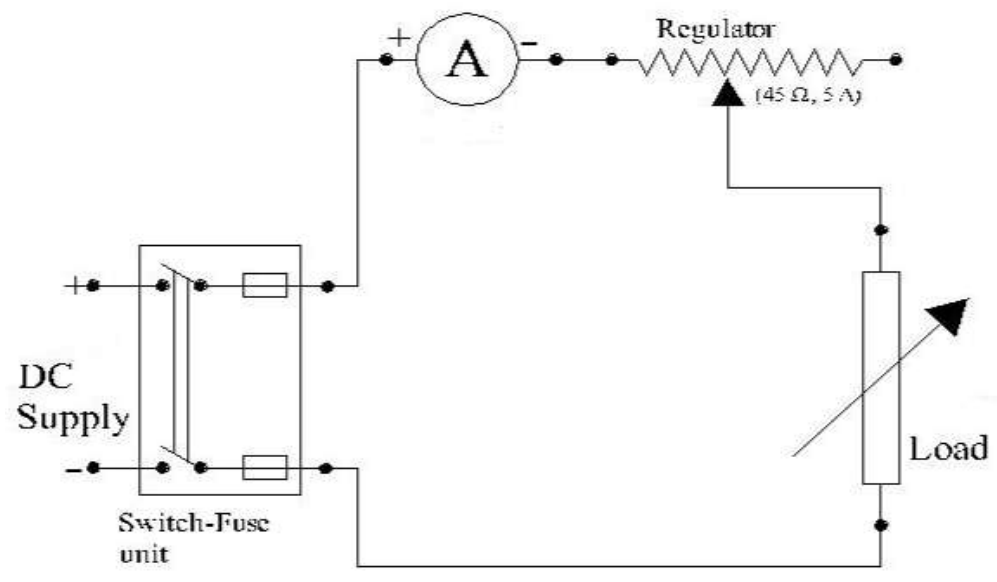 Regulator
+ A -
(45 Ω, 5 A)
+
DC
Supply
-
Load
Switch-Fuse
unit